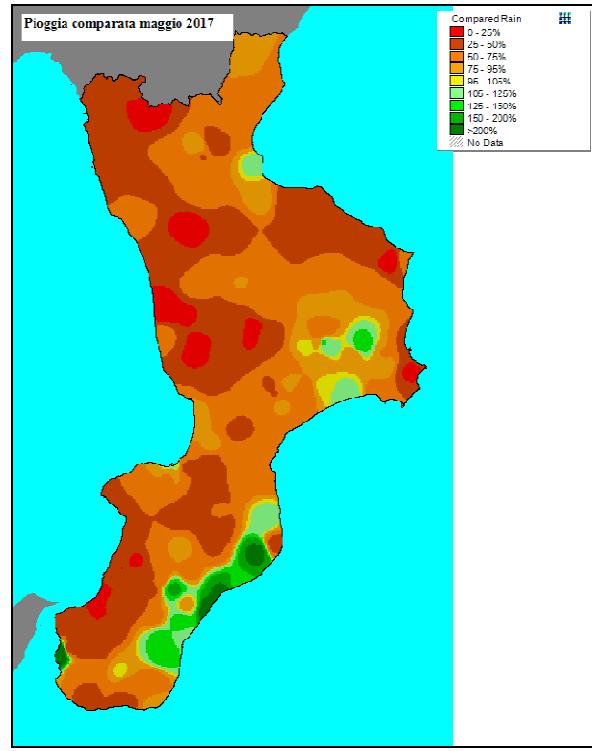 Pioggia comparata maggio 2017
Compared Rain
0 - 25%
25 - 50%
50 - 75%
75 - 95%
95 - 105%
105 - 125%
125 - 150%
150 - 200%
>200%
No Data